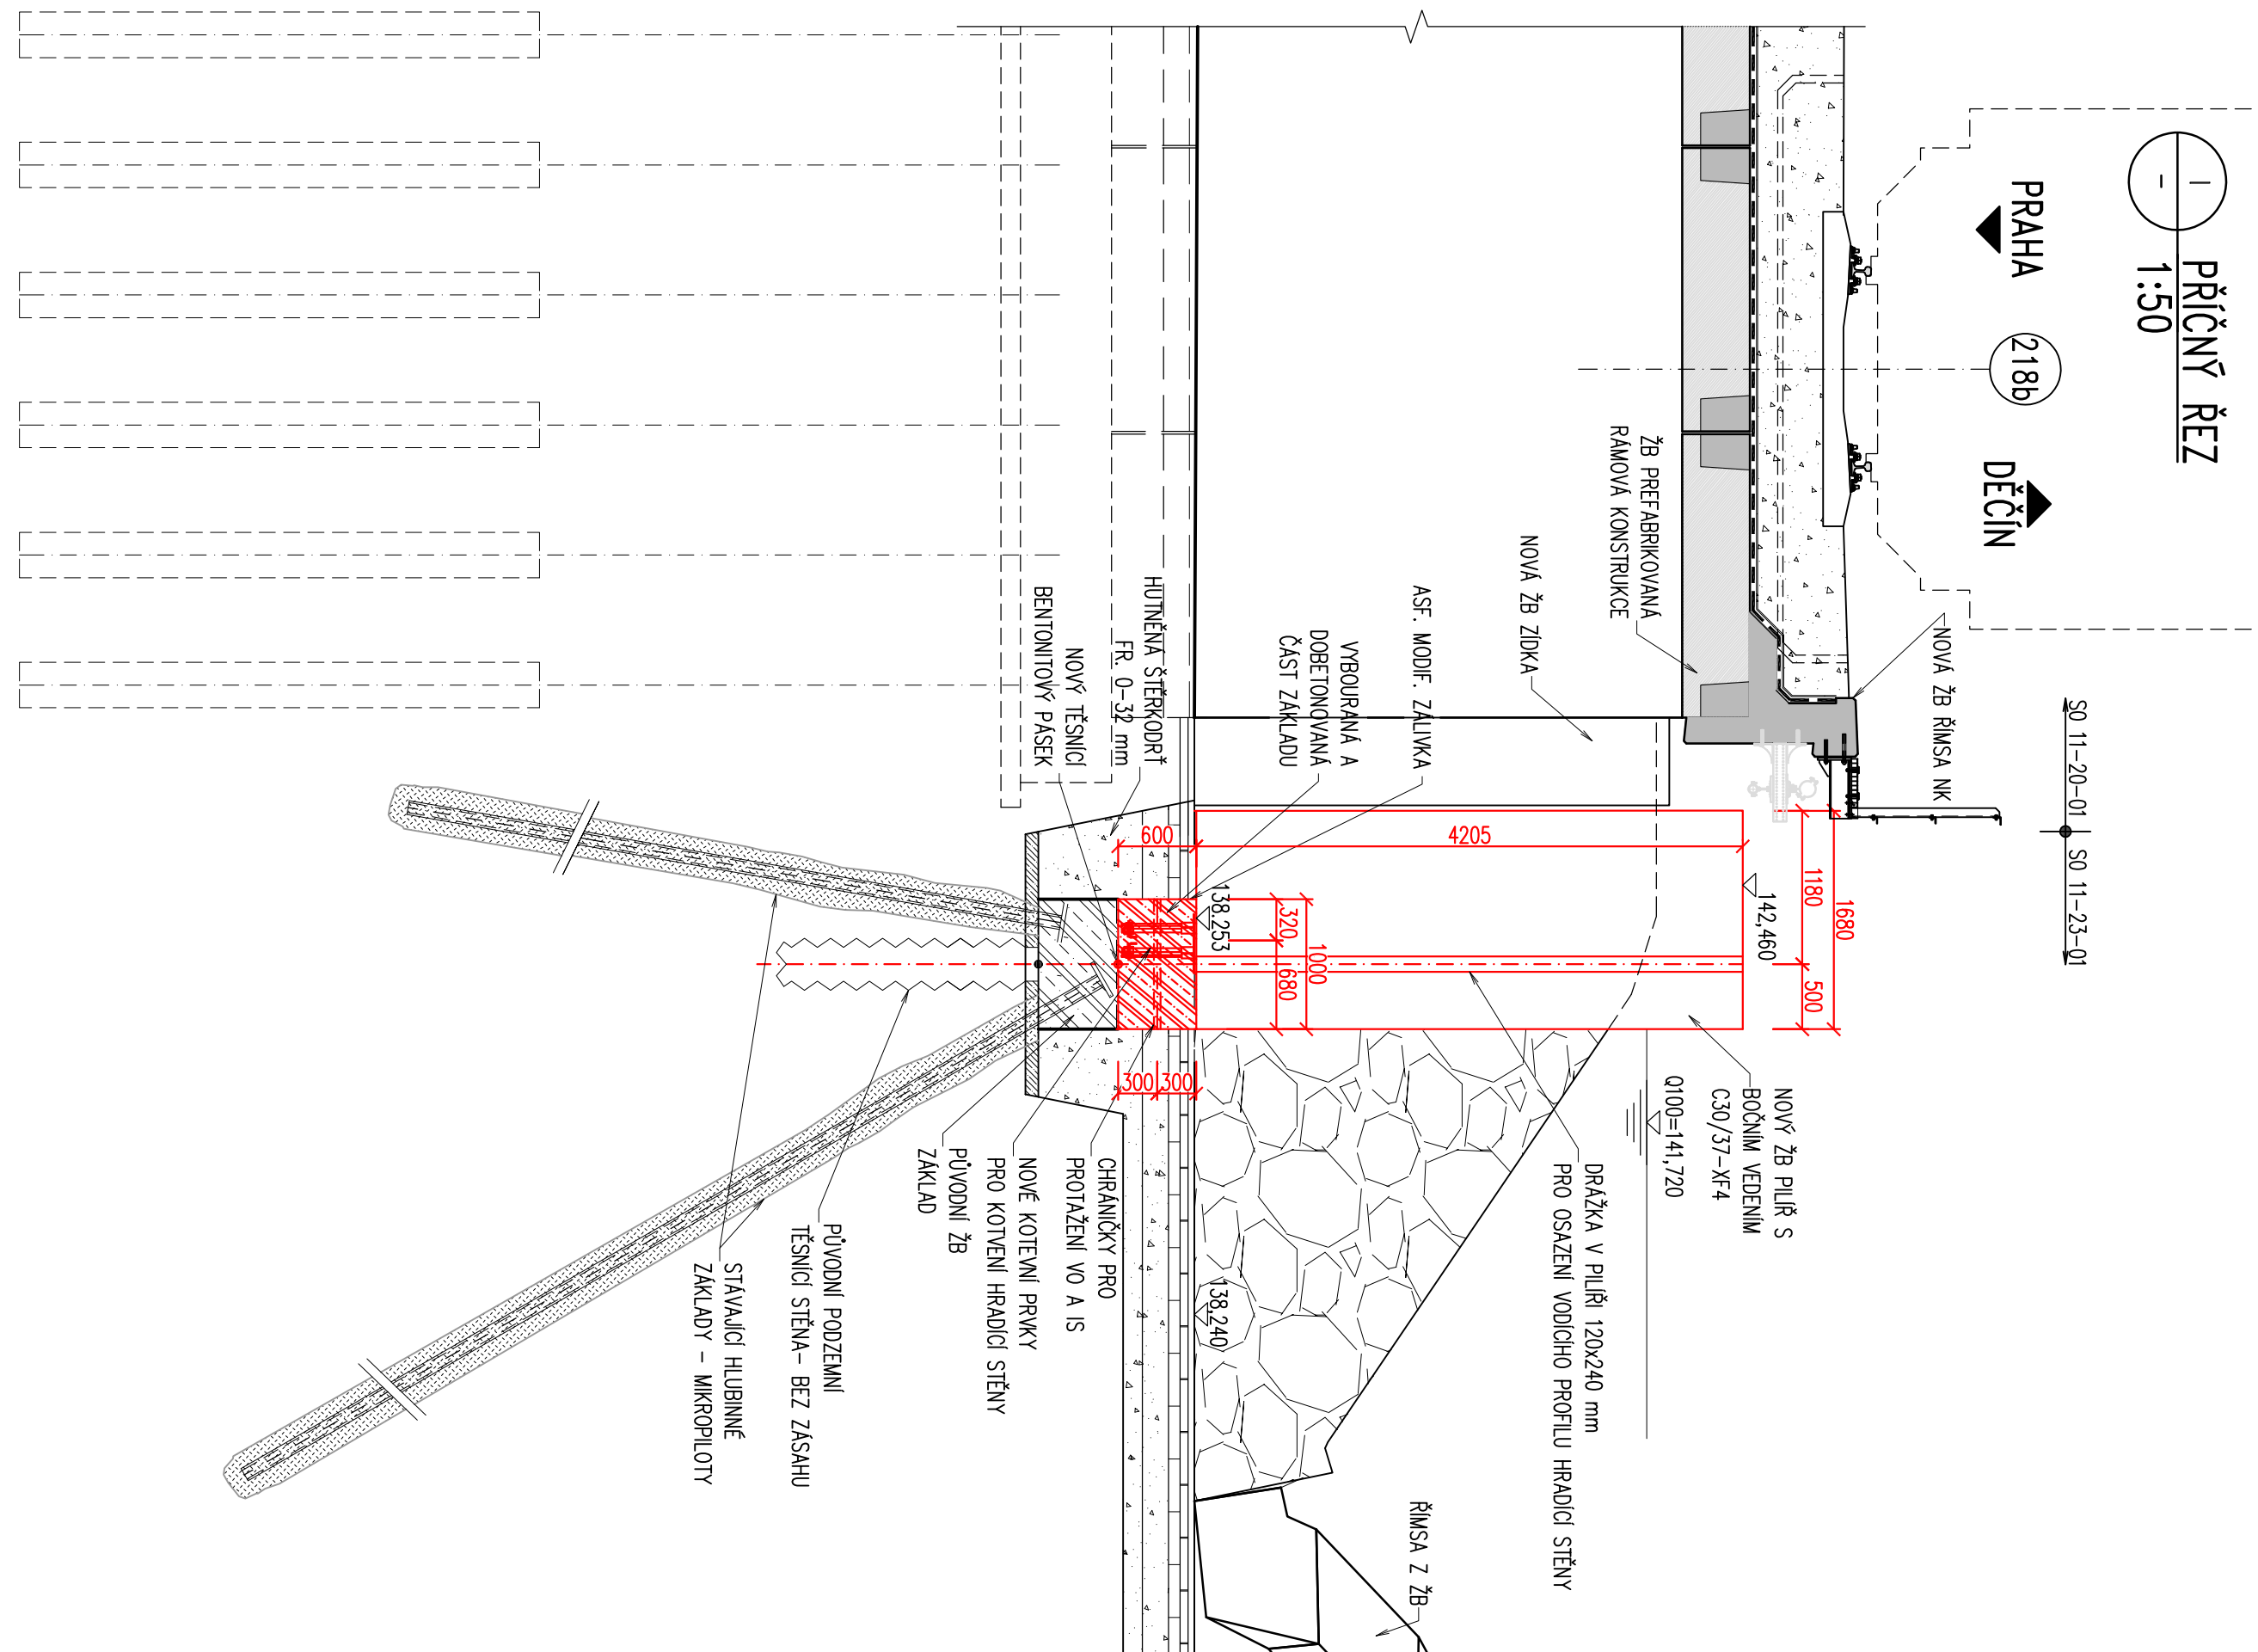 I
-
PŘÍČNÝ ŘEZ
1:50
PRAHA
218b
DĚČÍN
SO 11-20-01
SO 11-23-01
NOVÁ ŽB ŘÍMSA NK
ŽB PREFABRIKOVANÁ
RÁMOVÁ KONSTRUKCE
NOVÁ ŽB ZÍDKA
ASF. MODIF. ZÁLIVKA
VYBOURANÁ A
DOBETONOVANÁ
ČÁST ZÁKLADU
HUTNĚNÁ ŠTĚRKODRŤ
FR. 0-32 mm
NOVÝ TĚSNÍCÍ
BENTONITOVÝ PÁSEK
1680
1180
500
142,460
4205
600
138.253
320
680
1000
300
300
NOVÝ ŽB PILÍŘ S
BOČNÍM VEDENÍM
C30/37-XF4
Q100=141,720
DRÁŽKA V PILÍŘI 120x240 mm
PRO OSAZENÍ VODÍCÍHO PROFILU HRADÍCÍ STĚNY
138,240
ŘÍMSA Z ŽB
CHRÁNIČKY PRO
PROTAŽENÍ VO A IS
NOVÉ KOTEVNÍ PRVKY
PRO KOTVENÍ HRADÍCÍ STĚNY
PŮVODNÍ ŽB
ZÁKLAD
PŮVODNÍ PODZEMNÍ
TĚSNÍCÍ STĚNA- BEZ ZÁSAHU
STÁVAJÍCÍ HLUBINNÉ
ZÁKLADY - MIKROPILOTY